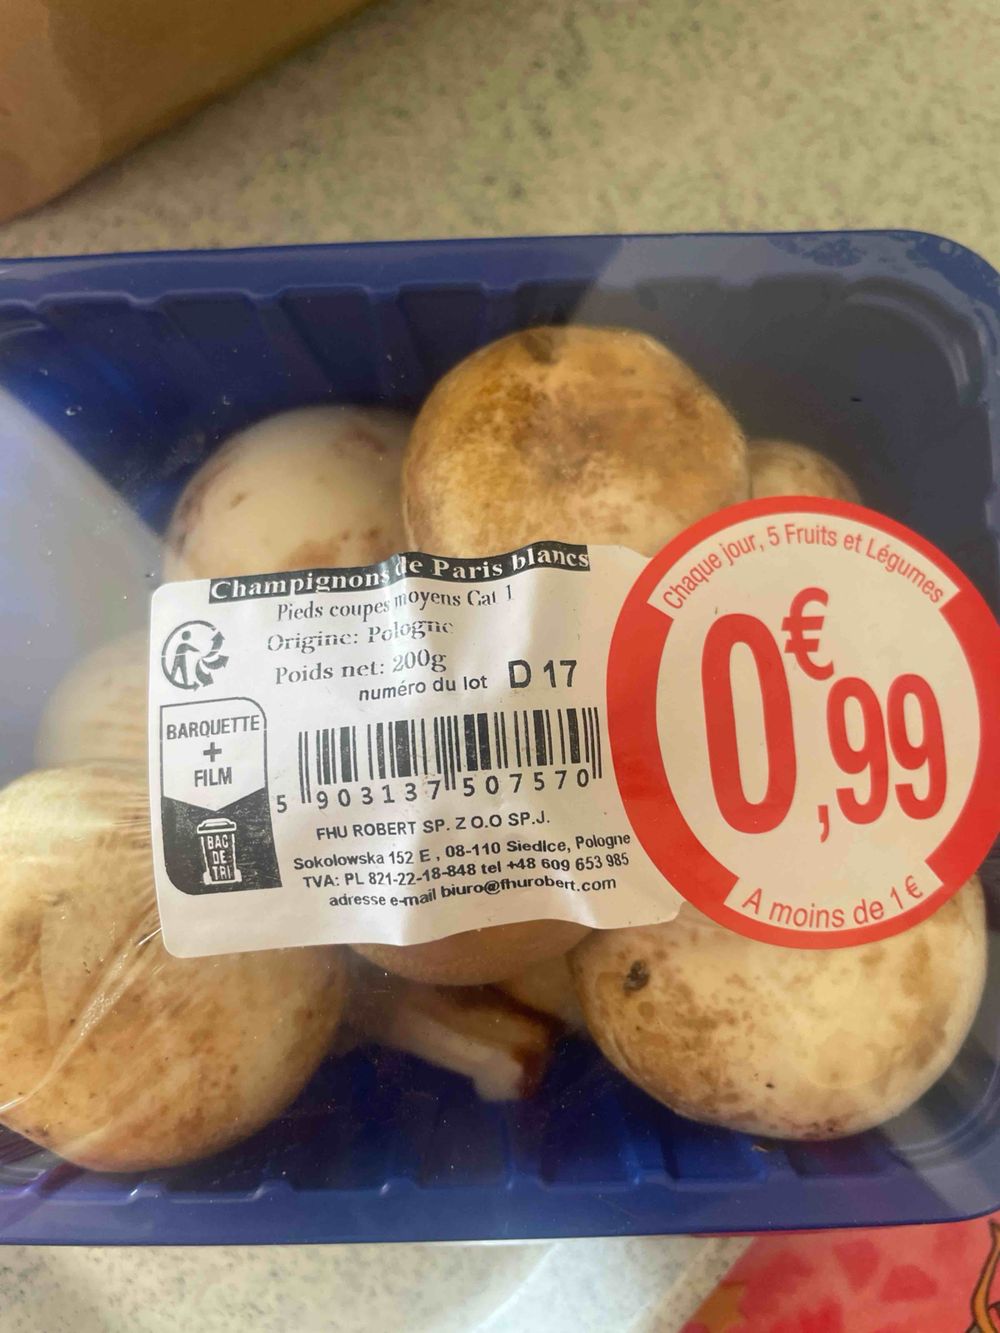 Champignons de Paris blancs
Pieds coupes moyens Cat 1
Origine: Pologne
Poids net: 200g
numéro du lot D 17
BARQUETTE
+
FILM
BAC
DE
TRI
5 903137 507570
FHU ROBERT SP. Z O.O SP.J.
Sokolowska 152 E , 08-110 Siedlce, Pologne
TVA: PL 821-22-18-848 tel +48 609 653 985
adresse e-mail biuro@fhurobert.com
Chaque jour, 5 Fruits et Légumes
0€,99
A moins de 1 €